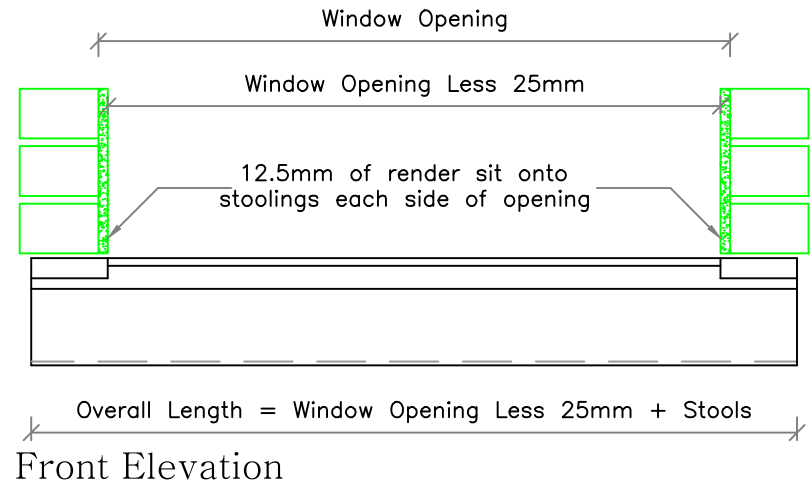 Window Opening
Window Opening Less 25mm
12.5mm of render sit onto
stoolings each side of opening
Overall Length = Window Opening Less 25mm + Stools
Front Elevation